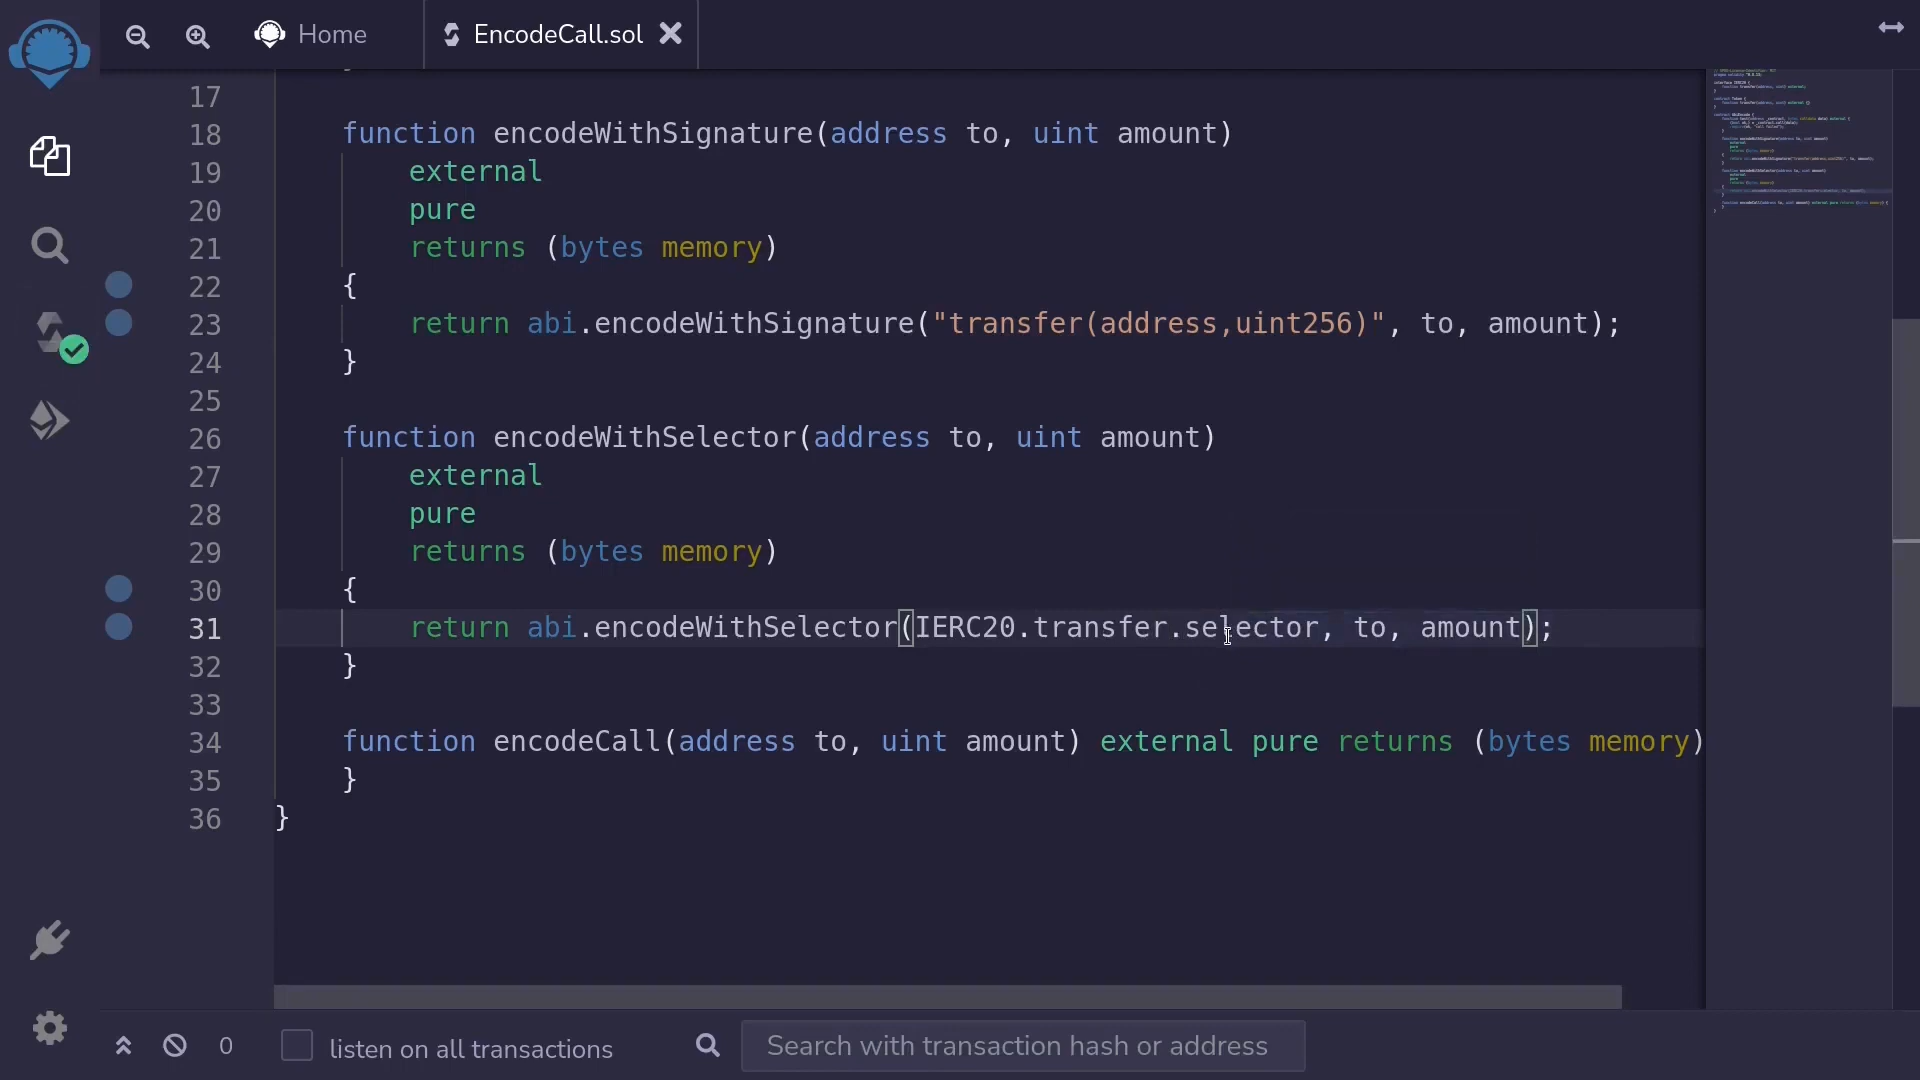 Home
EncodeCall.sol
17
18 function encodeWithSignature(address to, uint amount)
19 external
20 pure
21 returns (bytes memory)
22 {
23 return abi.encodeWithSignature("transfer(address,uint256)", to, amount);
24 }
25
26 function encodeWithSelector(address to, uint amount)
27 external
28 pure
29 returns (bytes memory)
30 {
31 return abi.encodeWithSelector(IERC20.transfer.selector, to, amount);
32 }
33
34 function encodeCall(address to, uint amount) external pure returns (bytes memory)
35 }
36 }
0 listen on all transactions Search with transaction hash or address